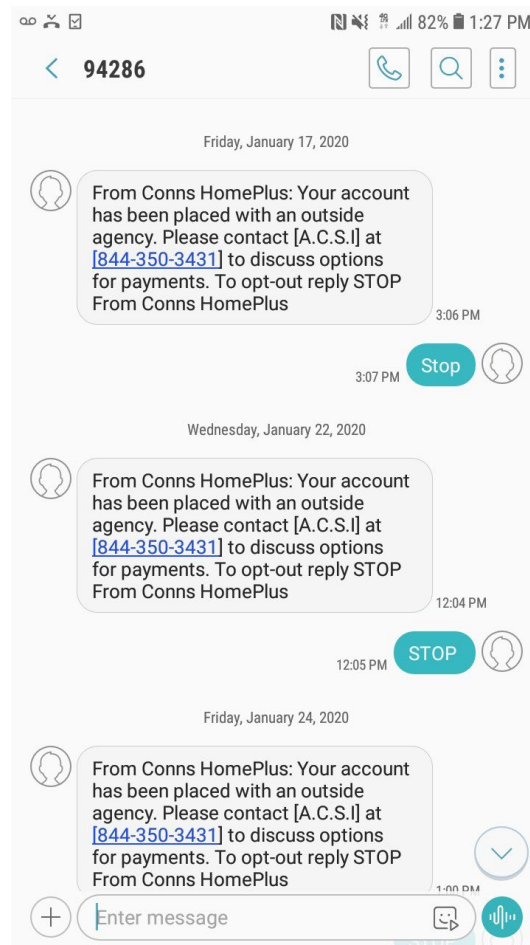 82% 1:27 PM
94286
Friday, January 17, 2020
From Conns HomePlus: Your account
has been placed with an outside
agency. Please contact [A.C.S.I] at
[844-350-3431] to discuss options
for payments. To opt-out reply STOP
From Conns HomePlus
3:06 PM
Stop
3:07 PM
Wednesday, January 22, 2020
From Conns HomePlus: Your account
has been placed with an outside
agency. Please contact [A.C.S.I] at
[844-350-3431] to discuss options
for payments. To opt-out reply STOP
From Conns HomePlus
12:04 PM
STOP
12:05 PM
Friday, January 24, 2020
From Conns HomePlus: Your account
has been placed with an outside
agency. Please contact [A.C.S.I] at
[844-350-3431] to discuss options
for payments. To opt-out reply STOP
From Conns HomePlus
1:00 PM
Enter message